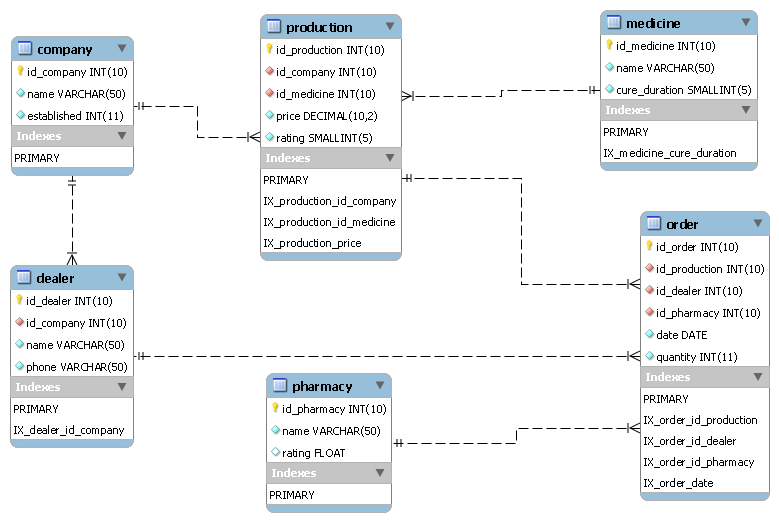 company
id_company INT(10)
name VARCHAR(50)
established INT(11)
Indexes
PRIMARY
production
id_production INT(10)
id_company INT(10)
id_medicine INT(10)
price DECIMAL(10,2)
rating SMALLINT(5)
Indexes
PRIMARY
IX_production_id_company
IX_production_id_medicine
IX_production_price
medicine
id_medicine INT(10)
name VARCHAR(50)
cure_duration SMALLINT(5)
Indexes
PRIMARY
IX_medicine_cure_duration
dealer
id_dealer INT(10)
id_company INT(10)
name VARCHAR(50)
phone VARCHAR(50)
Indexes
PRIMARY
IX_dealer_id_company
pharmacy
id_pharmacy INT(10)
name VARCHAR(50)
rating FLOAT
Indexes
PRIMARY
order
id_order INT(10)
id_production INT(10)
id_dealer INT(10)
id_pharmacy INT(10)
date DATE
quantity INT(11)
Indexes
PRIMARY
IX_order_id_production
IX_order_id_dealer
IX_order_id_pharmacy
IX_order_date